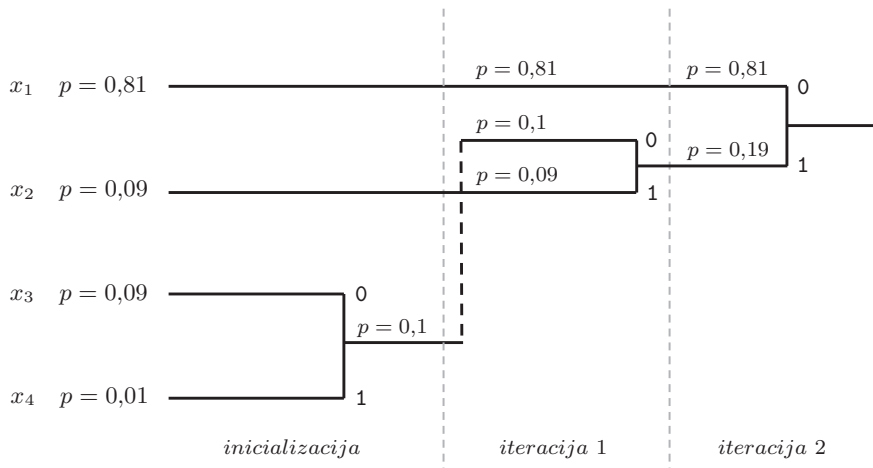 x₁ p = 0,81
p = 0,81
p = 0,81
0
p = 0,1
0
p = 0,19
1
x₂ p = 0,09
p = 0,09
1
x₃ p = 0,09
0
p = 0,1
x₄ p = 0,01
1
inicializacija
iteracija 1
iteracija 2